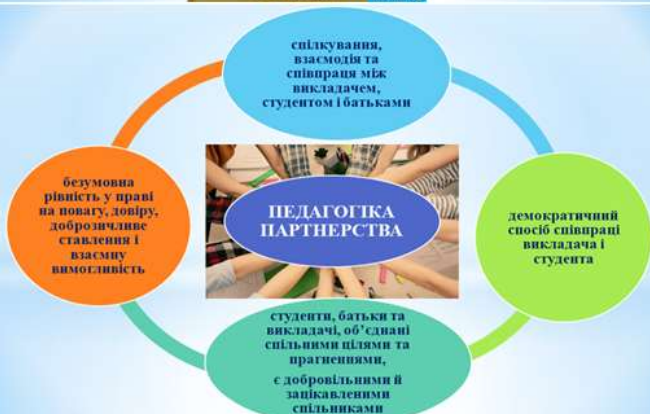 спілкування,
взаємодія та
співпраця між
викладачем,
студентом і батьками
безумовна
рівність у праві
на повагу, довіру,
доброзичливе
ставлення і
взаємну
вимогливість
ПЕДАГОГІКА
ПАРТНЕРСТВА
демократичний
спосіб співпраці
викладача і
студента
студенти, батьки та
викладачі, об’єднані
спільними цілями та
прагненнями,
є добровільними й
зацікавленими
спільниками